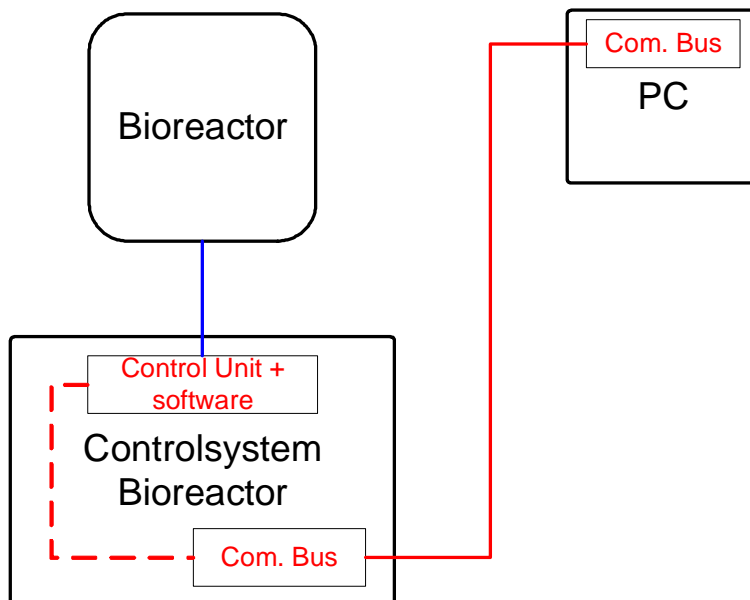 Com. Bus
PC
Bioreactor
Control Unit +
software
Controlsystem
Bioreactor
Com. Bus